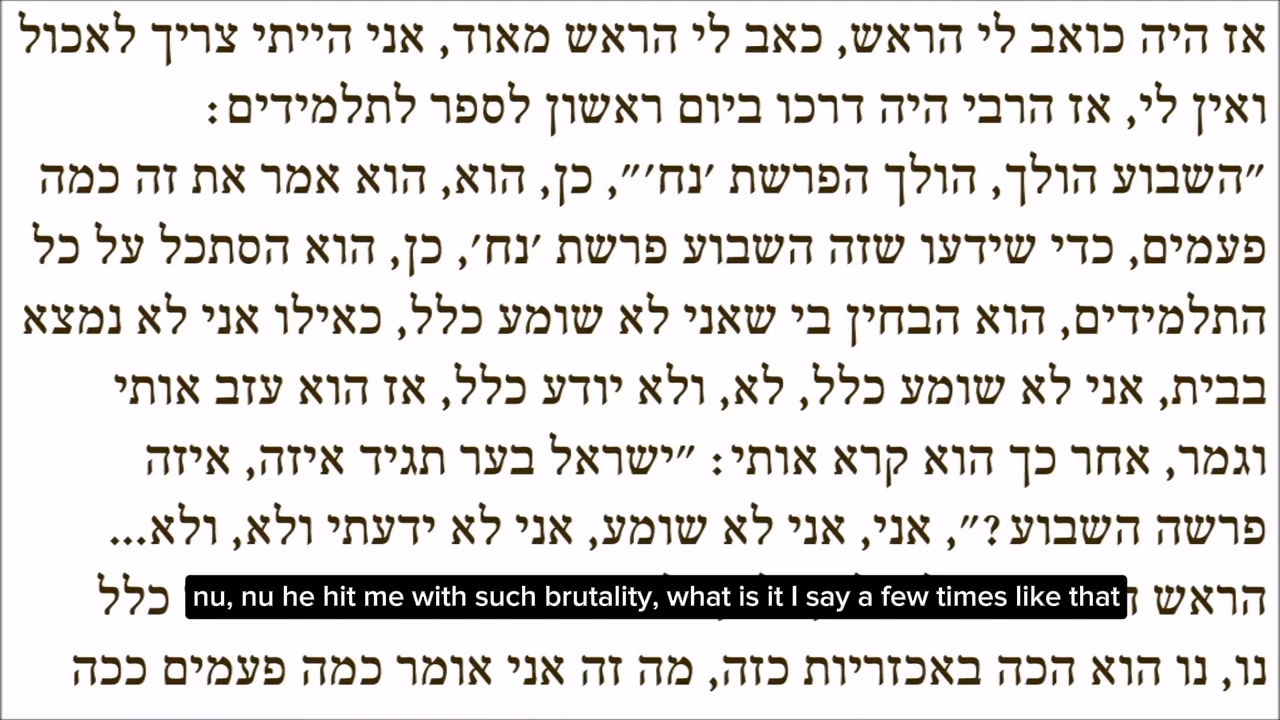 אז היה כואב לי הראש, כאב לי הראש מאוד, אני הייתי צריך לאכול
ואין לי, אז הרבי היה דרכו ביום ראשון לספר לתלמידים:
"השבוע הולך, הולך הפרשת 'נח'", כן, הוא, הוא אמר את זה כמה
פעמים, כדי שידעו שזה השבוע פרשת 'נח', כן, הוא הסתכל על כל
התלמידים, הוא הבחין בי שאני לא שומע כלל, כאילו אני לא נמצא
בבית, אני לא שומע כלל, לא, ולא יודע כלל, אז הוא עזב אותי
וגמר, אחר כך הוא קרא אותי: "ישראל בער תגיד איזה, איזה
פרשה השבוע?", אני, אני לא שומע, אני לא ידעתי ולא, ולא...
הראש כלל
nu, nu he hit me with such brutality, what is it I say a few times like that
נו, נו הוא הכה באכזריות כזה, מה זה אני אומר כמה פעמים ככה